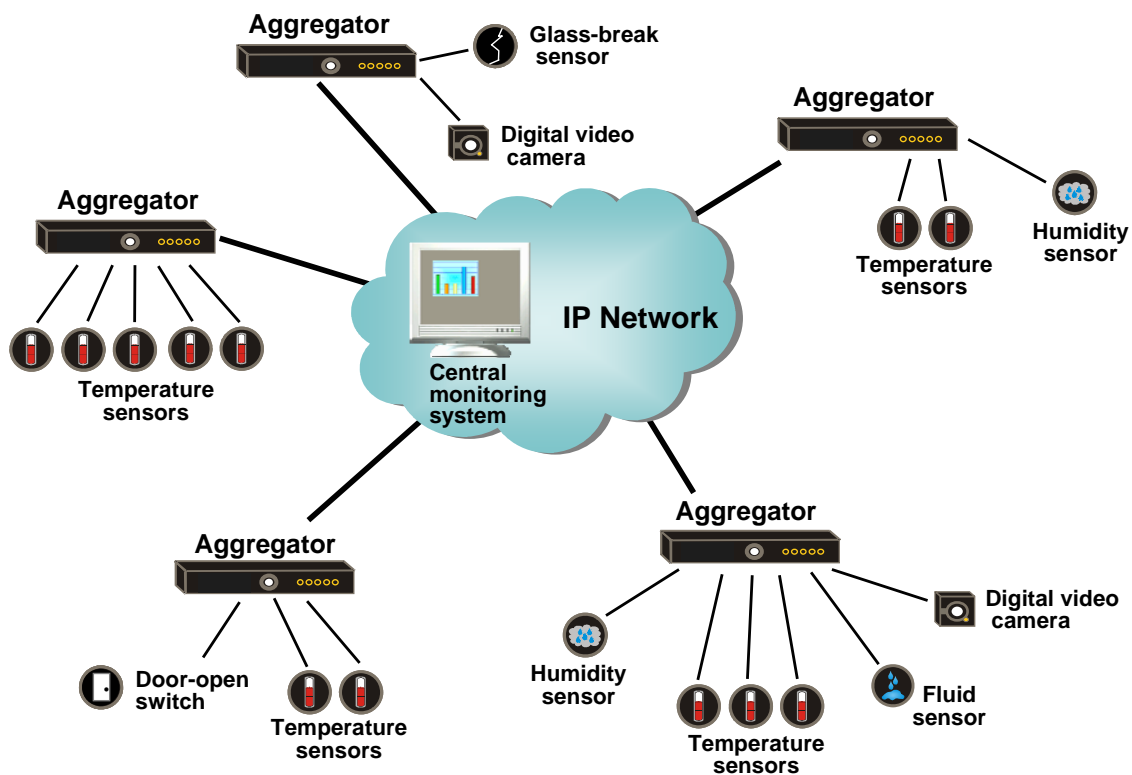 Aggregator
Glass-break
sensor
Digital video
camera
Aggregator
Humidity
sensor
Temperature
sensors
Aggregator
Temperature
sensors
IP Network
Central
monitoring
system
Aggregator
Door-open
switch
Temperature
sensors
Aggregator
Digital video
camera
Humidity
sensor
Fluid
sensor
Temperature
sensors